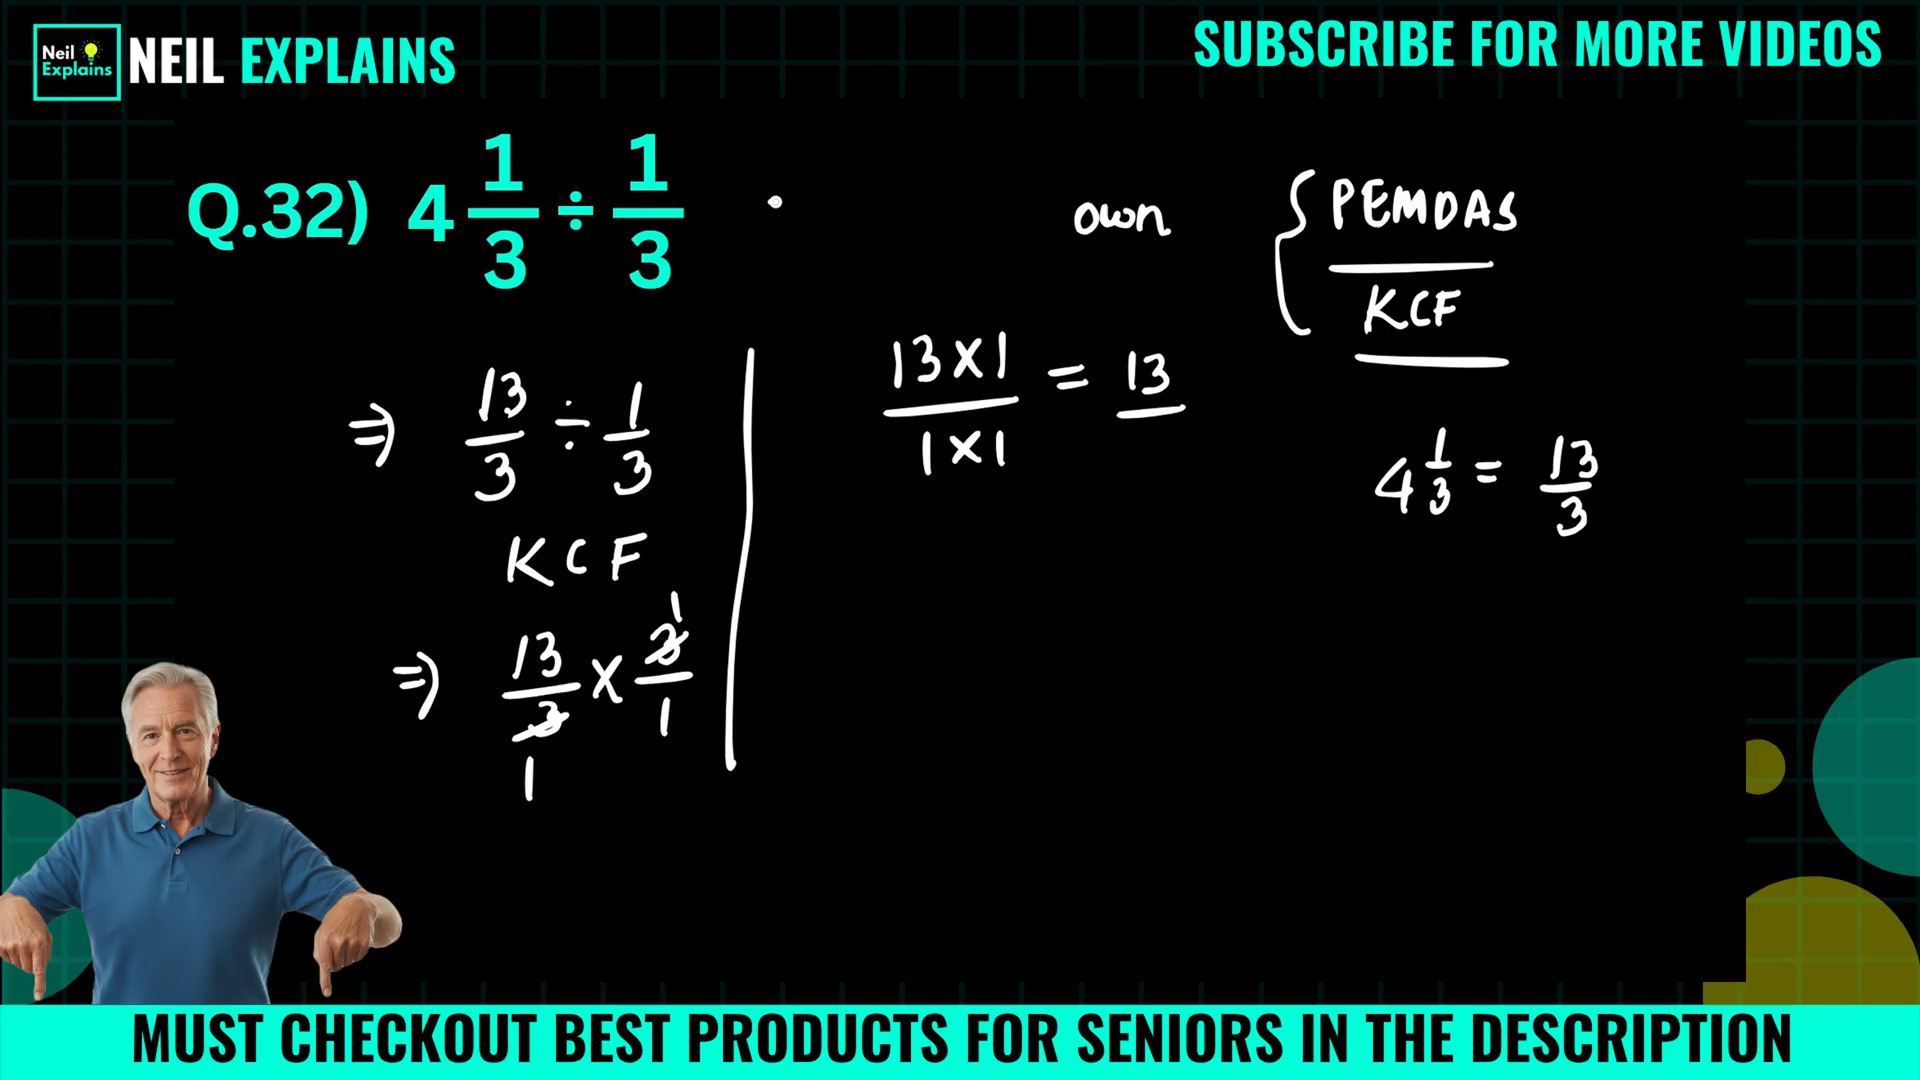 Neil
Explains
NEIL EXPLAINS
SUBSCRIBE FOR MORE VIDEOS
Q.32) 4 1/3 ÷ 1/3
own
{ PEMDAS
KCF
⇒ 13/3 ÷ 1/3
K C F
⇒ 13/3 × 3/1
1
1
13×1 / 1×1 = 13
4 1/3 = 13/3
MUST CHECKOUT BEST PRODUCTS FOR SENIORS IN THE DESCRIPTION